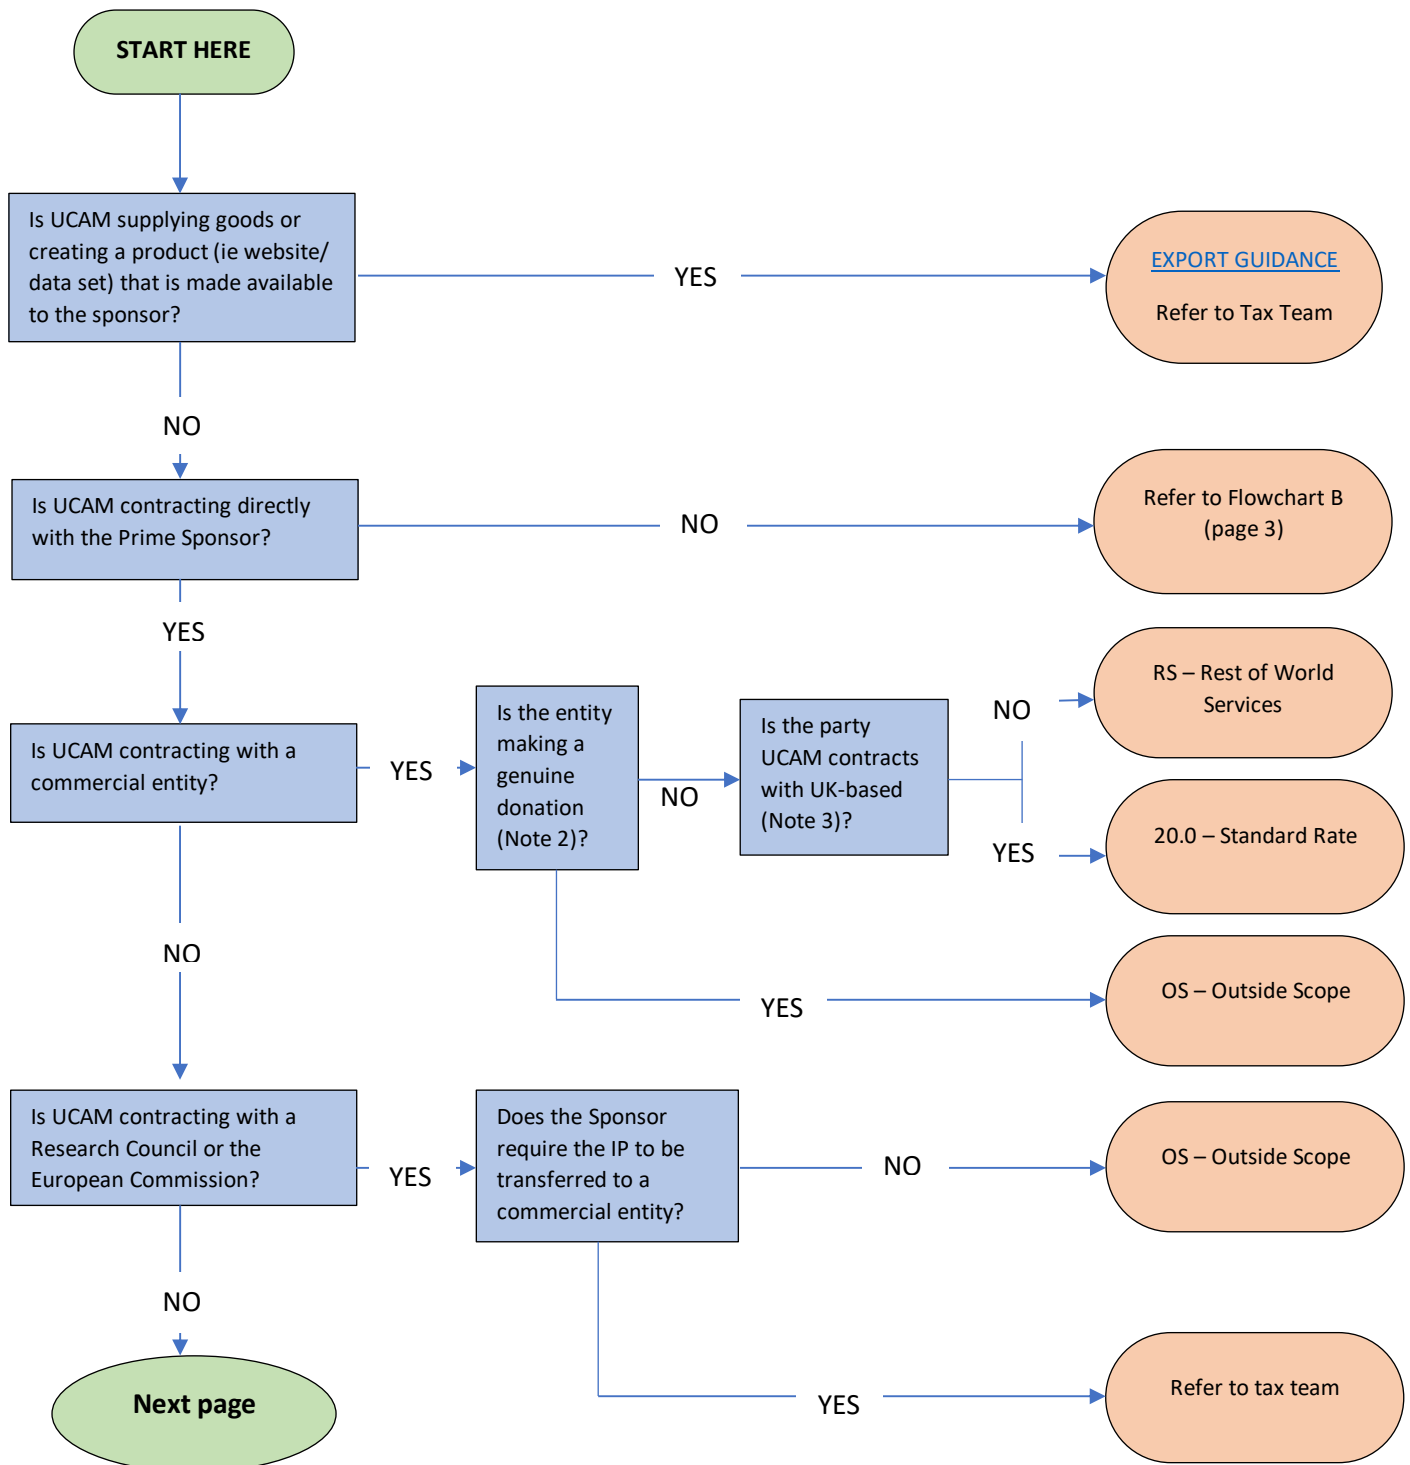 START HERE
Is UCAM supplying goods or
creating a product (ie website/
data set) that is made available
to the sponsor?
YES
EXPORT GUIDANCE
Refer to Tax Team
NO
Is UCAM contracting directly
with the Prime Sponsor?
NO
Refer to Flowchart B
(page 3)
YES
Is UCAM contracting with a
commercial entity?
YES
Is the entity
making a
genuine
donation
(Note 2)?
NO
Is the party
UCAM contracts
with UK-based
(Note 3)?
NO
RS – Rest of World
Services
YES
20.0 – Standard Rate
YES
OS – Outside Scope
NO
Is UCAM contracting with a
Research Council or the
European Commission?
YES
Does the Sponsor
require the IP to be
transferred to a
commercial entity?
NO
OS – Outside Scope
YES
Refer to tax team
NO
Next page